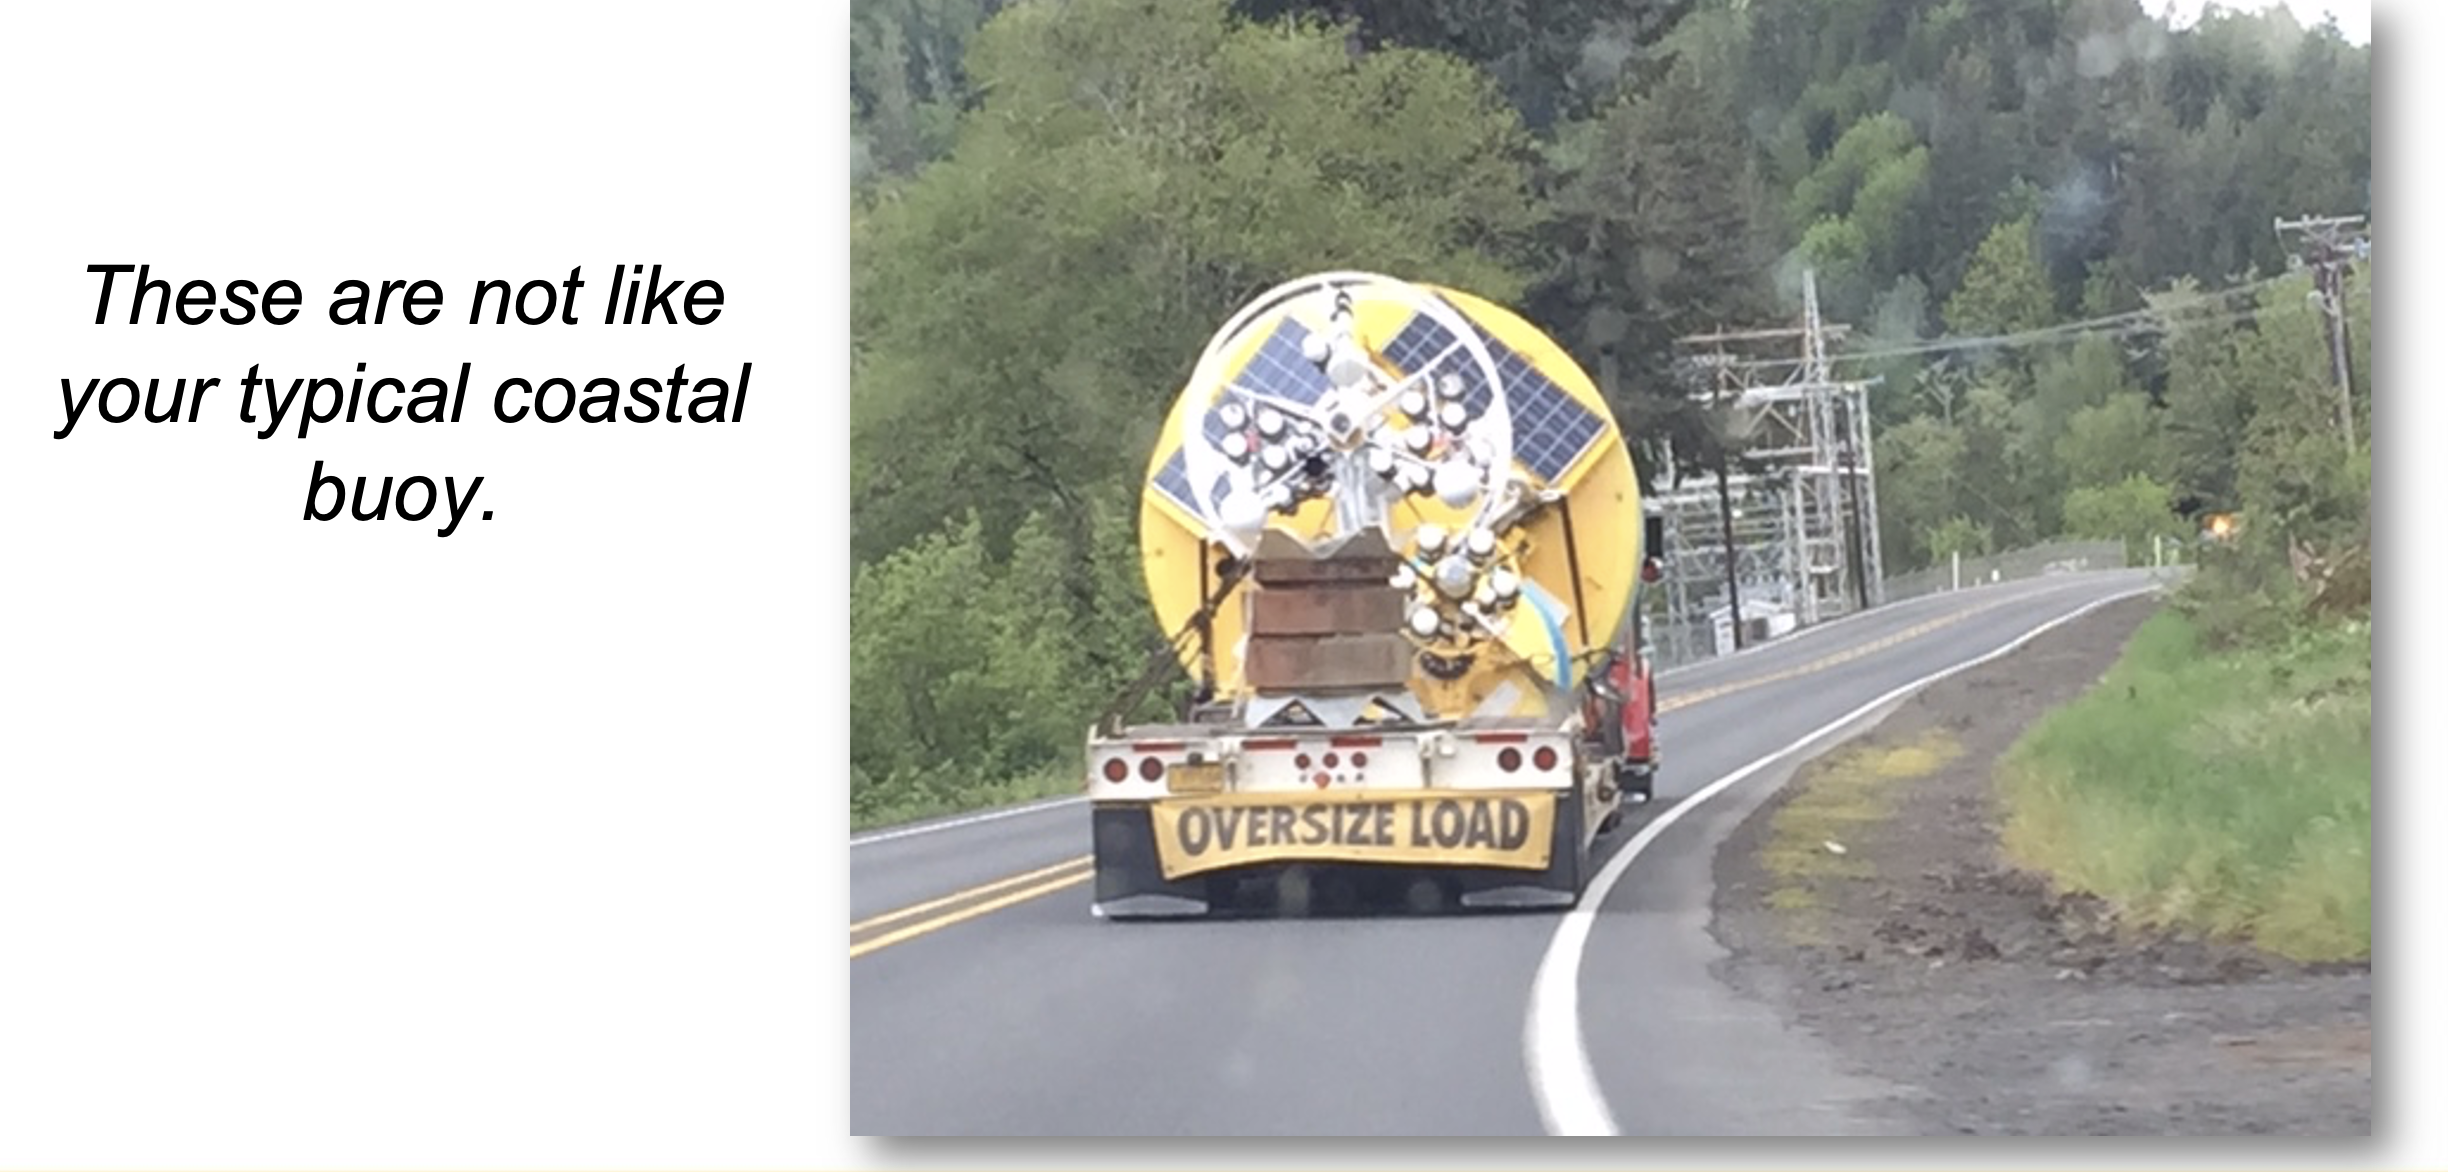 These are not like
your typical coastal
buoy.
OVERSIZE LOAD